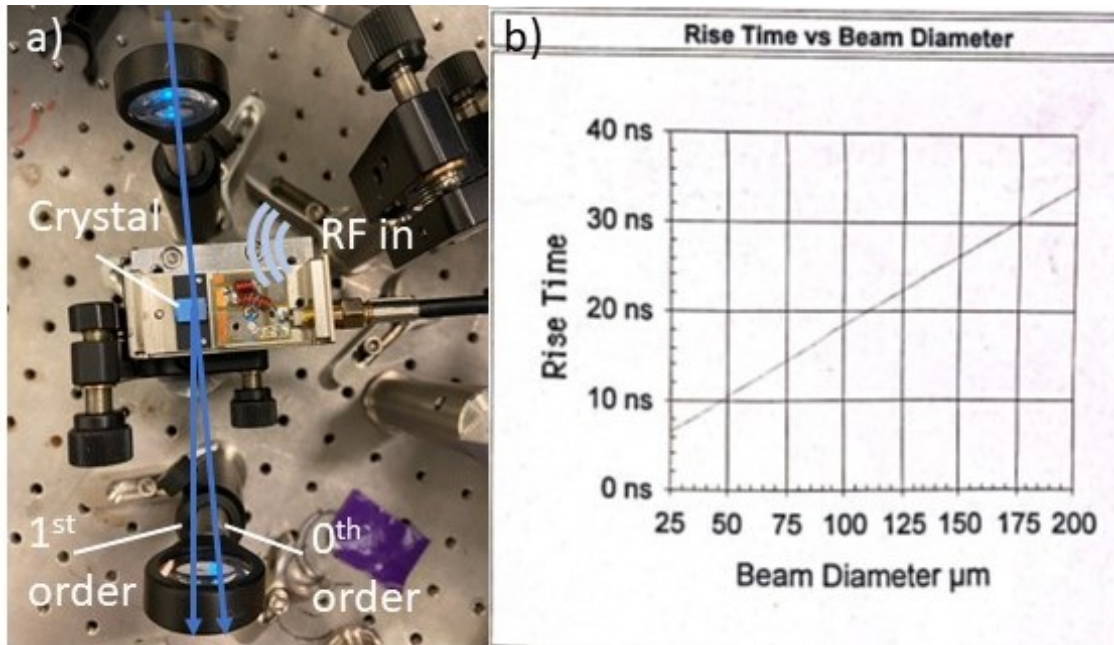 a)
Crystal
RF in
1st
order
0th
order
b)
Rise Time vs Beam Diameter
Rise Time
40 ns
30 ns
20 ns
10 ns
0 ns
25 50 75 100 125 150 175 200
Beam Diameter µm